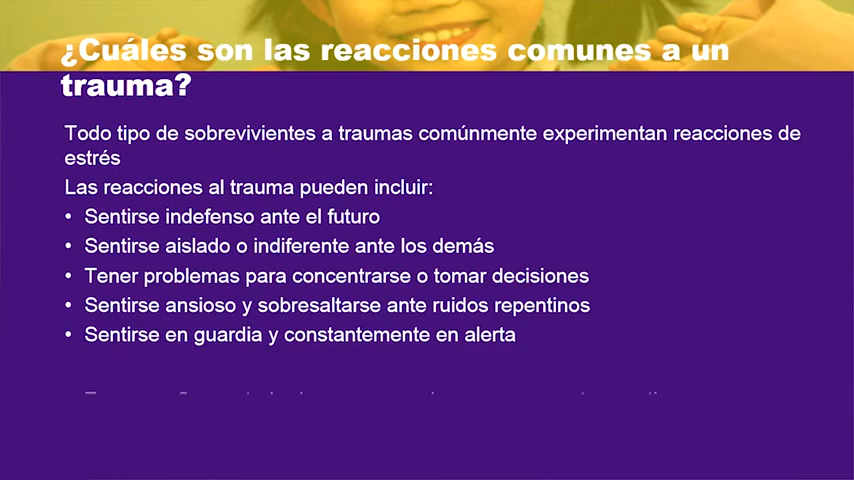 ¿Cuáles son las reacciones comunes a un
trauma?
Todo tipo de sobrevivientes a traumas comúnmente experimentan reacciones de
estrés
Las reacciones al trauma pueden incluir:
• Sentirse indefenso ante el futuro
• Sentirse aislado o indiferente ante los demás
• Tener problemas para concentrarse o tomar decisiones
• Sentirse ansioso y sobresaltarse ante ruidos repentinos
• Sentirse en guardia y constantemente en alerta